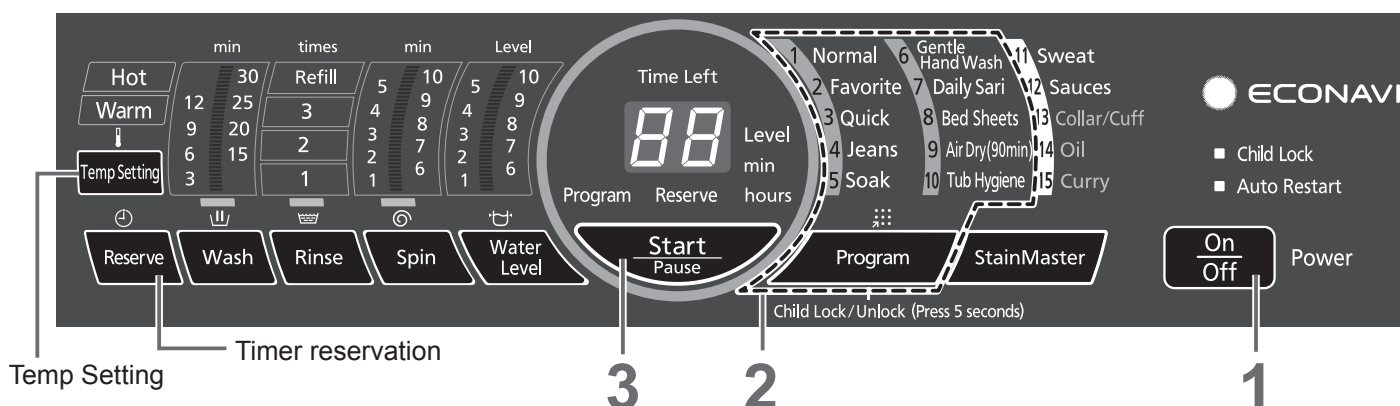 min times min Level
Hot
Warm
Temp Setting
30
12 25
9 20
6 15
3
Refill
3
2
1
10
5 9
4 8
3 7
2 6
1
10
5 9
4 8
3 7
2 6
1
Time Left
88
Level
min
hours
Program Reserve
Start
Pause
1 Normal
2 Favorite
3 Quick
4 Jeans
5 Soak
6 Gentle
Hand Wash
7 Daily Sari
8 Bed Sheets
9 Air Dry(90min)
10 Tub Hygiene
11 Sweat
12 Sauces
13 Collar/Cuff
14 Oil
15 Curry
ECONAVI
Child Lock
Auto Restart
Reserve Wash Rinse Spin
Water
Level
Program StainMaster
On
Off
Power
Child Lock/Unlock (Press 5 seconds)
Timer reservation
Temp Setting
3 2 1